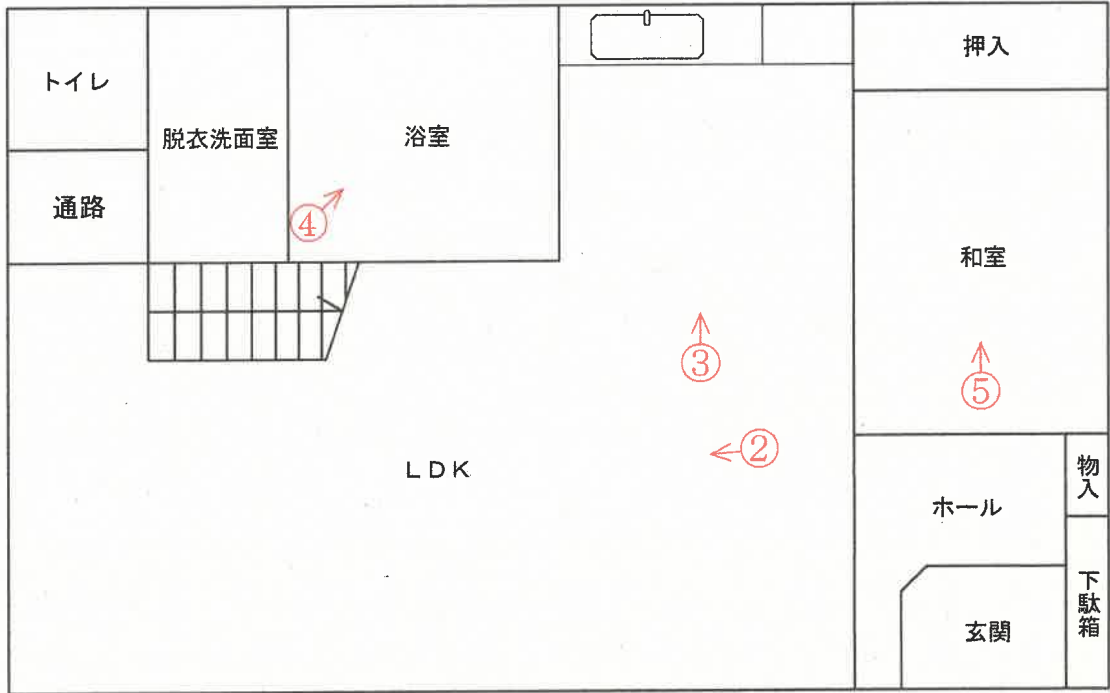 トイレ
脱衣洗面室
浴室
押入
通路
④
和室
③
⑤
②
LDK
物入
ホール
下駄箱
玄関